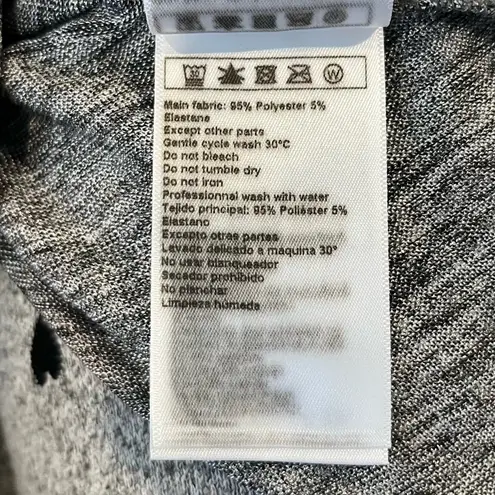 30
W
Main fabric: 95% Polyester 5%
Elastane
Except other parts
Gentle cycle wash 30°C
Do not bleach
Do not tumble dry
Do not iron
Professionnal wash with water
Tejido principal: 95% Poliéster 5%
Elastano
Excepto otras partes
Lavado delicado a maquina 30°
No usar blanqueador
Secador prohibido
No planchar
Limpieza húmeda